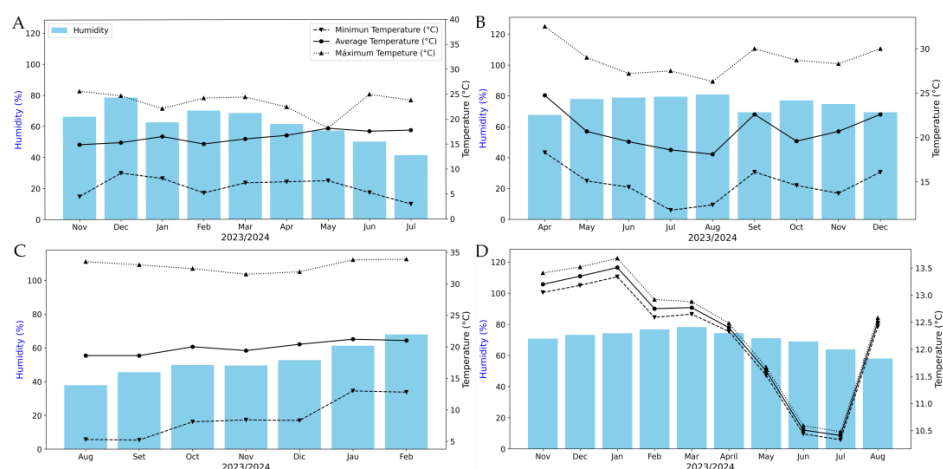 A
Humidity
Minimun Temperature (°C)
Average Temperature (°C)
Máximum Tempeture (°C)
Humidity (%)
0
20
40
60
80
100
120
0
5
10
15
20
25
30
35
40
Temperature (°C)
Nov Dec Jan Feb Mar Apr May Jun Jul
2023/2024
B
Humidity (%)
0
20
40
60
80
100
120
15
20
25
30
Temperature (°C)
Apr May Jun Jul Aug Set Oct Nov Dec
2023/2024
C
Humidity (%)
0
20
40
60
80
100
5
10
15
20
25
30
35
Temperature (°C)
Aug Set Oct Nov Dic Jau Feb
2023/2024
D
Humidity (%)
0
20
40
60
80
100
120
10.5
11.0
11.5
12.0
12.5
13.0
13.5
Temperature (°C)
Nov Dec Jan Feb Mar April May Jun Jul Aug
2023/2024